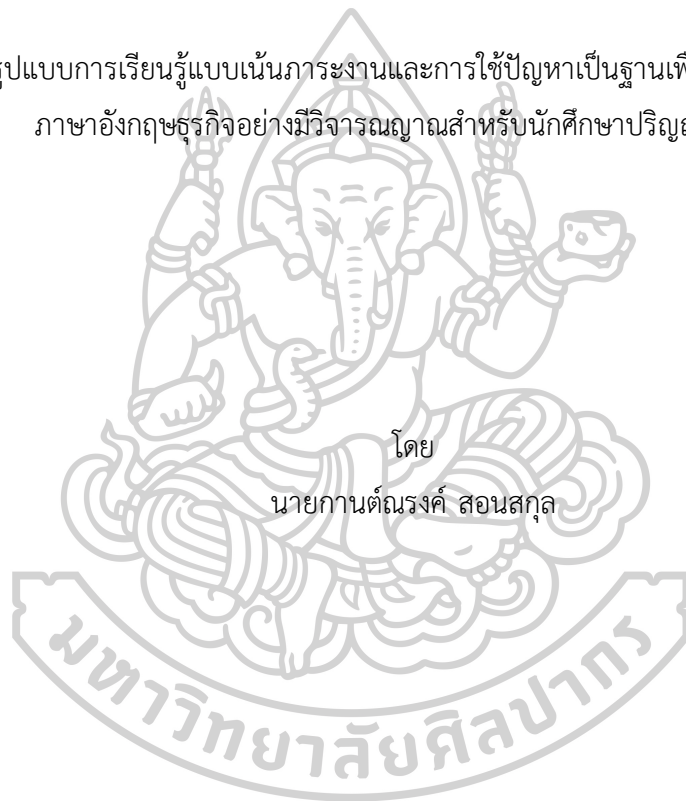 ูปแบบการเรียนรู้แบบเน้นภาระงานและการใช้ปัญหาเป็นฐานเพื
ภาษาอังกฤษธุรกิจอย่างมีวิจารณญาณสำหรับนักศึกษาปริญ
โดย
นายกานต์ณรงค์ สอนสกุล
มหาวิทยาลัยศิลปากร